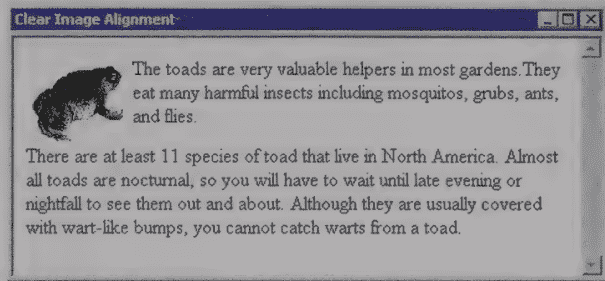 Clear Image Alignment
The toads are very valuable helpers in most gardens.They
eat many harmful insects including mosquitos, grubs, ants,
and flies.
There are at least 11 species of toad that live in North America. Almost
all toads are nocturnal, so you will have to wait until late evening or
nightfall to see them out and about. Although they are usually covered
with wart-like bumps, you cannot catch warts from a toad.